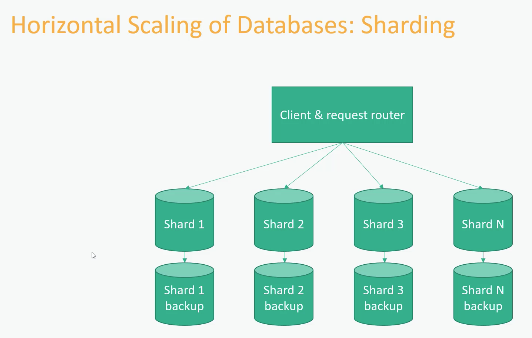 Horizontal Scaling of Databases: Sharding
Client & request router
Shard 1
Shard 2
Shard 3
Shard N
Shard 1
backup
Shard 2
backup
Shard 3
backup
Shard N
backup